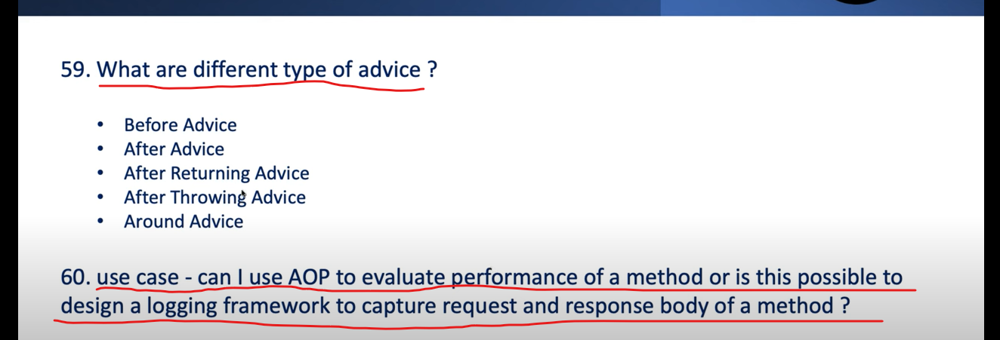 59. What are different type of advice ?
• Before Advice
• After Advice
• After Returning Advice
• After Throwing Advice
• Around Advice
60. use case - can I use AOP to evaluate performance of a method or is this possible to
design a logging framework to capture request and response body of a method ?